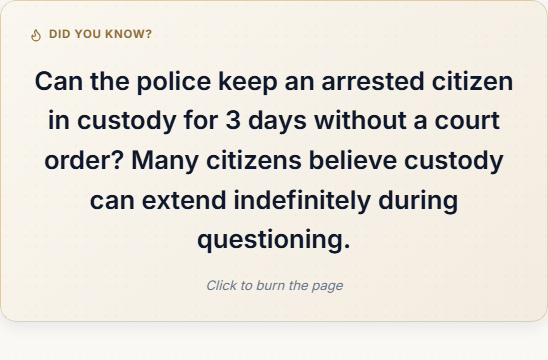 DID YOU KNOW?
Can the police keep an arrested citizen
in custody for 3 days without a court
order? Many citizens believe custody
can extend indefinitely during
questioning.
Click to burn the page